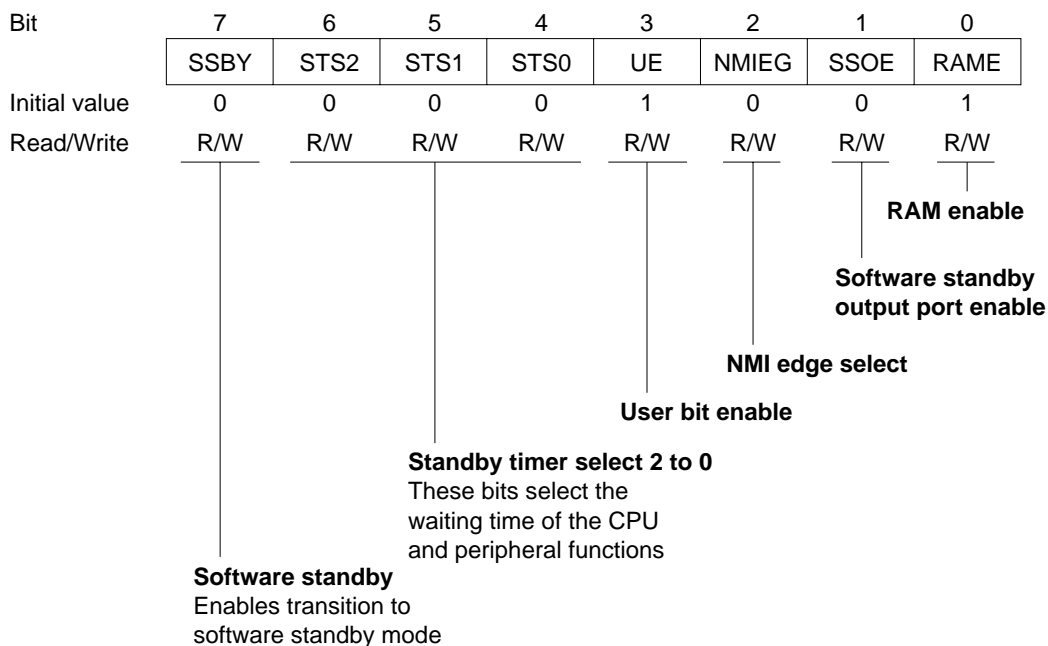 Bit 7 6 5 4 3 2 1 0
SSBY STS2 STS1 STS0 UE NMIEG SSOE RAME
Initial value 0 0 0 0 1 0 0 1
Read/Write R/W R/W R/W R/W R/W R/W R/W R/W
RAM enable
Software standby
output port enable
NMI edge select
User bit enable
Standby timer select 2 to 0
These bits select the
waiting time of the CPU
and peripheral functions
Software standby
Enables transition to
software standby mode